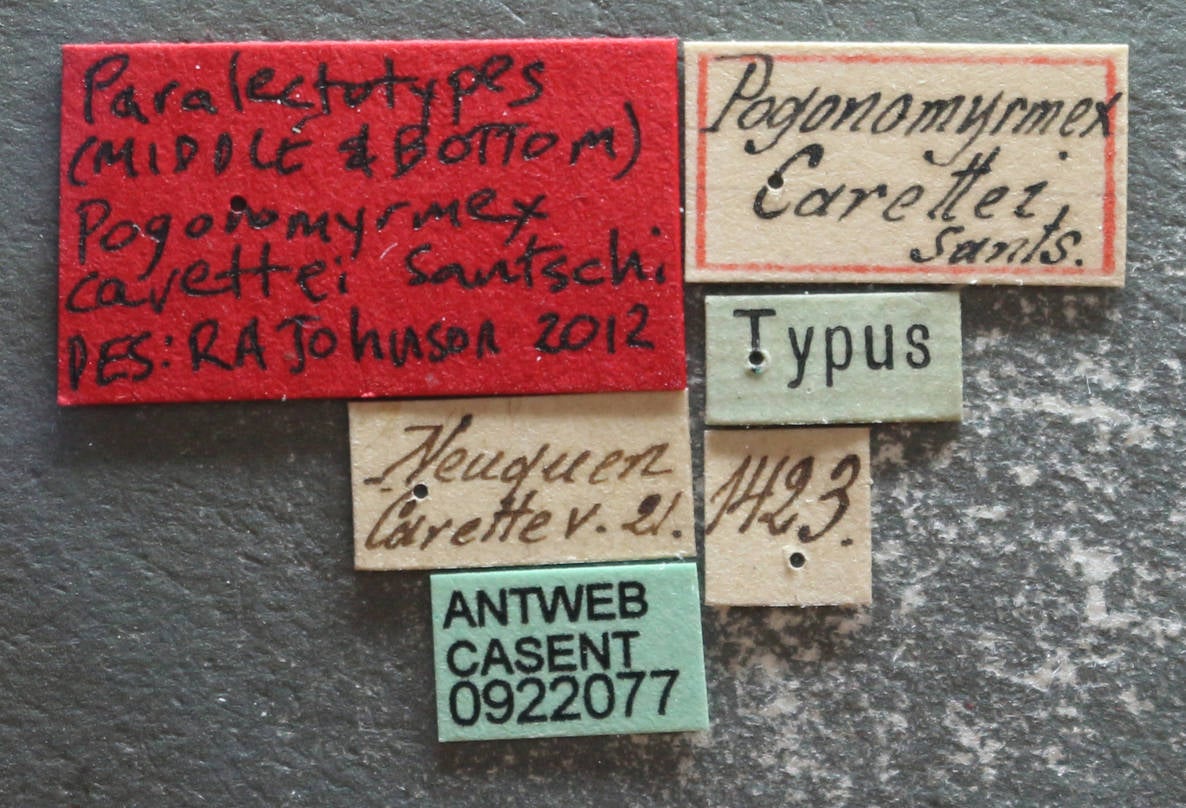 Paralectotypes
(MIDDLE & BOTTOM)
Pogonomyrmex
carettei Santschi
DES: RA Johnson 2012
Pogonomyrmex
Carettei
sants.
Typus
Neuquen
Carette v. 21.
1423.
ANTWEB
CASENT
0922077